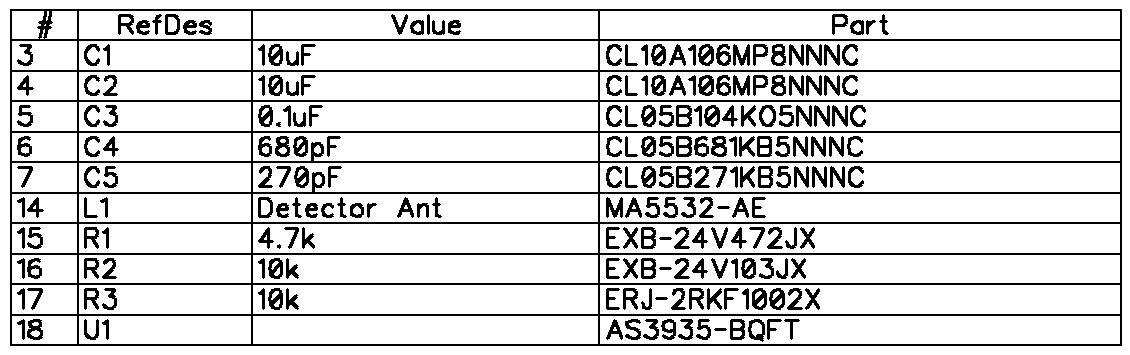 # RefDes Value Part
3 C1 10uF CL10A106MP8NNNC
4 C2 10uF CL10A106MP8NNNC
5 C3 0.1uF CL05B104KO5NNNC
6 C4 680pF CL05B681KB5NNNC
7 C5 270pF CL05B271KB5NNNC
14 L1 Detector Ant MA5532-AE
15 R1 4.7k EXB-24V472JX
16 R2 10k EXB-24V103JX
17 R3 10k ERJ-2RKF1002X
18 U1 AS3935-BQFT